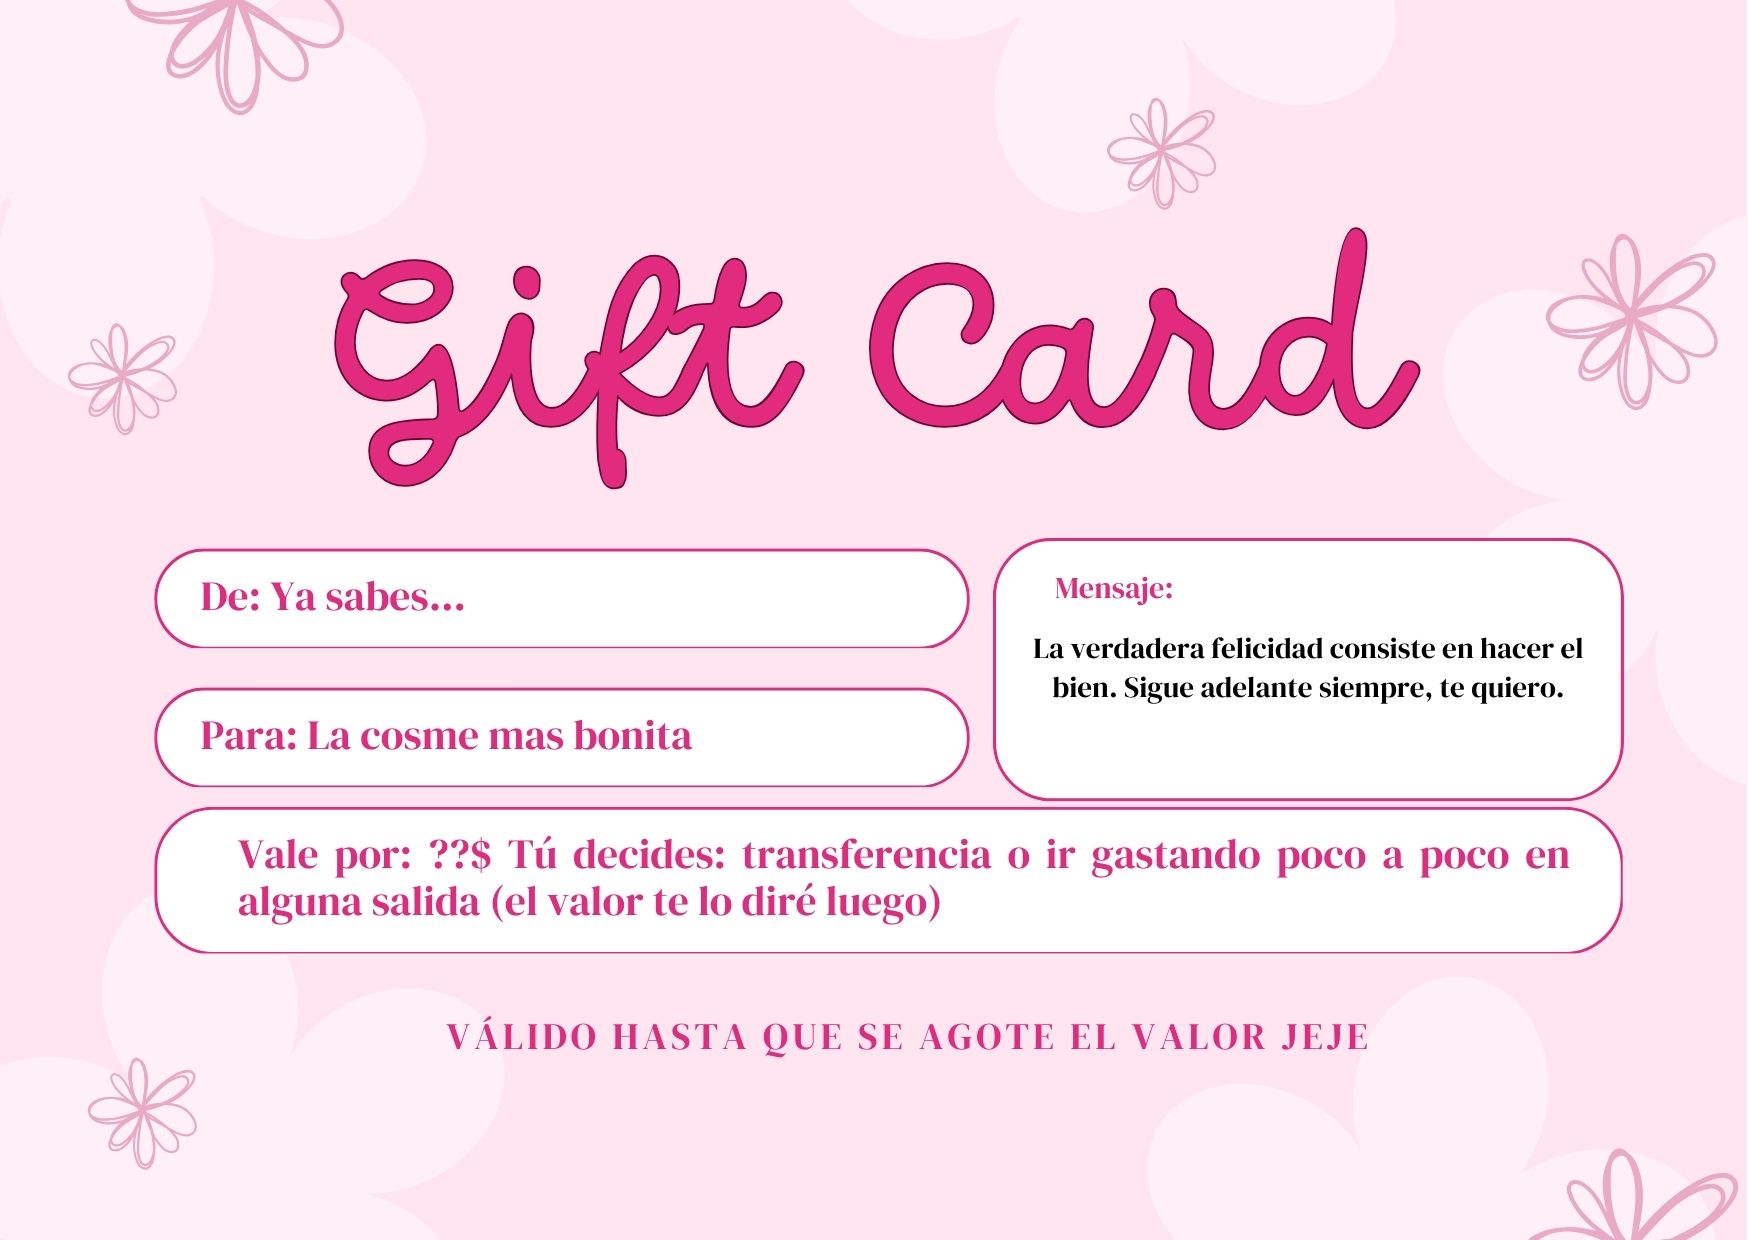 Gift Card
De: Ya sabes...
Para: La cosme mas bonita
Mensaje:
La verdadera felicidad consiste en hacer el
bien. Sigue adelante siempre, te quiero.
Vale por: ??$ Tú decides: transferencia o ir gastando poco a poco en
alguna salida (el valor te lo diré luego)
VÁLIDO HASTA QUE SE AGOTE EL VALOR JEJE